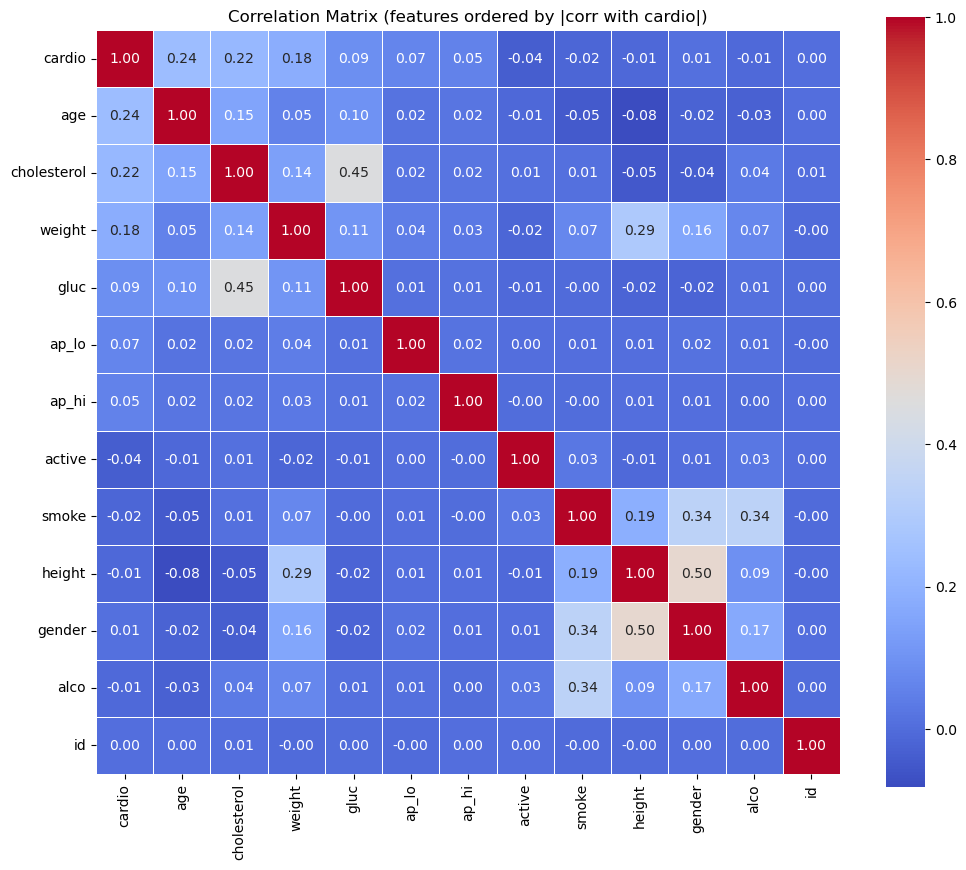 Correlation Matrix (features ordered by |corr with cardio|)
cardio 1.00 0.24 0.22 0.18 0.09 0.07 0.05 -0.04 -0.02 -0.01 0.01 -0.01 0.00
age 0.24 1.00 0.15 0.05 0.10 0.02 0.02 -0.01 -0.05 -0.08 -0.02 -0.03 0.00
cholesterol 0.22 0.15 1.00 0.14 0.45 0.02 0.02 0.01 0.01 -0.05 -0.04 0.04 0.01
weight 0.18 0.05 0.14 1.00 0.11 0.04 0.03 -0.02 0.07 0.29 0.16 0.07 -0.00
gluc 0.09 0.10 0.45 0.11 1.00 0.01 0.01 -0.01 -0.00 -0.02 -0.02 0.01 0.00
ap_lo 0.07 0.02 0.02 0.04 0.01 1.00 0.02 0.00 0.01 0.01 0.02 0.01 -0.00
ap_hi 0.05 0.02 0.02 0.03 0.01 0.02 1.00 -0.00 -0.00 0.01 0.01 0.00 0.00
active -0.04 -0.01 0.01 -0.02 -0.01 0.00 -0.00 1.00 0.03 -0.01 0.01 0.03 0.00
smoke -0.02 -0.05 0.01 0.07 -0.00 0.01 -0.00 0.03 1.00 0.19 0.34 0.34 -0.00
height -0.01 -0.08 -0.05 0.29 -0.02 0.01 0.01 -0.01 0.19 1.00 0.50 0.09 -0.00
gender 0.01 -0.02 -0.04 0.16 -0.02 0.02 0.01 0.01 0.34 0.50 1.00 0.17 0.00
alco -0.01 -0.03 0.04 0.07 0.01 0.01 0.00 0.03 0.34 0.09 0.17 1.00 0.00
id 0.00 0.00 0.01 -0.00 0.00 -0.00 0.00 0.00 -0.00 -0.00 0.00 0.00 1.00
cardio age cholesterol weight gluc ap_lo ap_hi active smoke height gender alco id
1.0
0.8
0.6
0.4
0.2
0.0